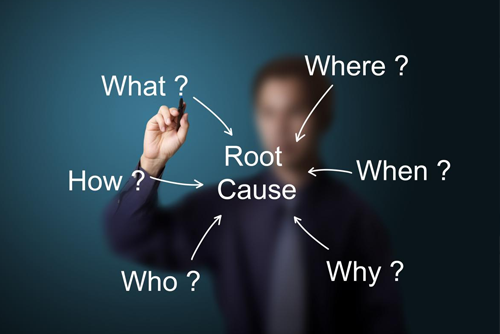 What ?
Where ?
Root
Cause
How ?
When ?
Who ?
Why ?